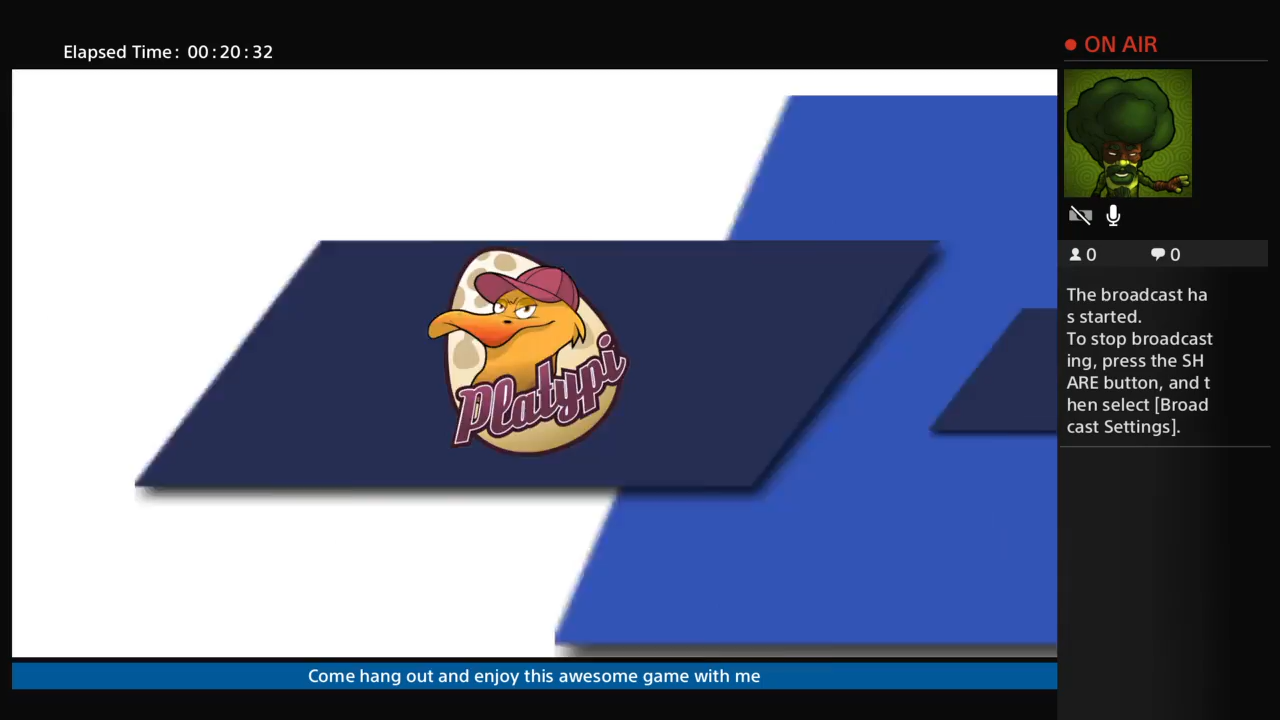 Elapsed Time: 00:20:32
ON AIR
Platypi
0
0
The broadcast ha
s started.
To stop broadcast
ing, press the SH
ARE button, and t
hen select [Broad
cast Settings].
Come hang out and enjoy this awesome game with me